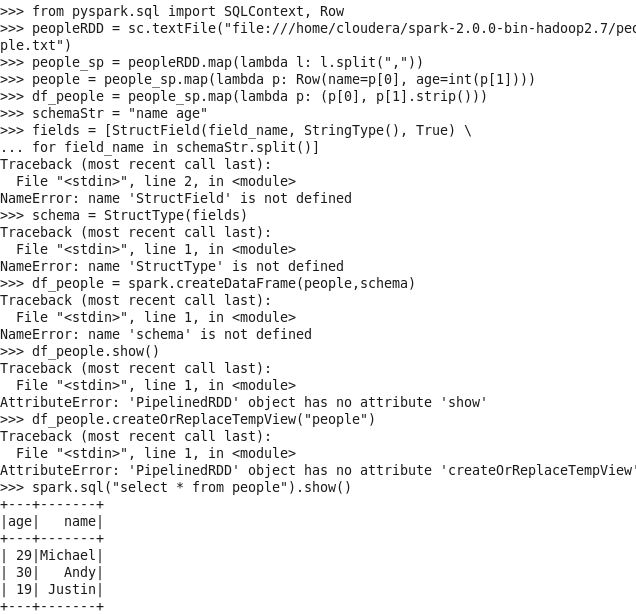 >>> from pyspark.sql import SQLContext, Row
>>> peopleRDD = sc.textFile("file:///home/cloudera/spark-2.0.0-bin-hadoop2.7/peo
ple.txt")
>>> people_sp = peopleRDD.map(lambda l: l.split(","))
>>> people = people_sp.map(lambda p: Row(name=p[0], age=int(p[1])))
>>> df_people = people_sp.map(lambda p: (p[0], p[1].strip()))
>>> schemaStr = "name age"
>>> fields = [StructField(field_name, StringType(), True) \
... for field_name in schemaStr.split()]
Traceback (most recent call last):
  File "<stdin>", line 2, in <module>
NameError: name 'StructField' is not defined
>>> schema = StructType(fields)
Traceback (most recent call last):
  File "<stdin>", line 1, in <module>
NameError: name 'StructType' is not defined
>>> df_people = spark.createDataFrame(people,schema)
Traceback (most recent call last):
  File "<stdin>", line 1, in <module>
NameError: name 'schema' is not defined
>>> df_people.show()
Traceback (most recent call last):
  File "<stdin>", line 1, in <module>
AttributeError: 'PipelinedRDD' object has no attribute 'show'
>>> df_people.createOrReplaceTempView("people")
Traceback (most recent call last):
  File "<stdin>", line 1, in <module>
AttributeError: 'PipelinedRDD' object has no attribute 'createOrReplaceTempView'
>>> spark.sql("select * from people").show()
+---+-------+
|age|   name|
+---+-------+
| 29|Michael|
| 30|   Andy|
| 19| Justin|
+---+-------+